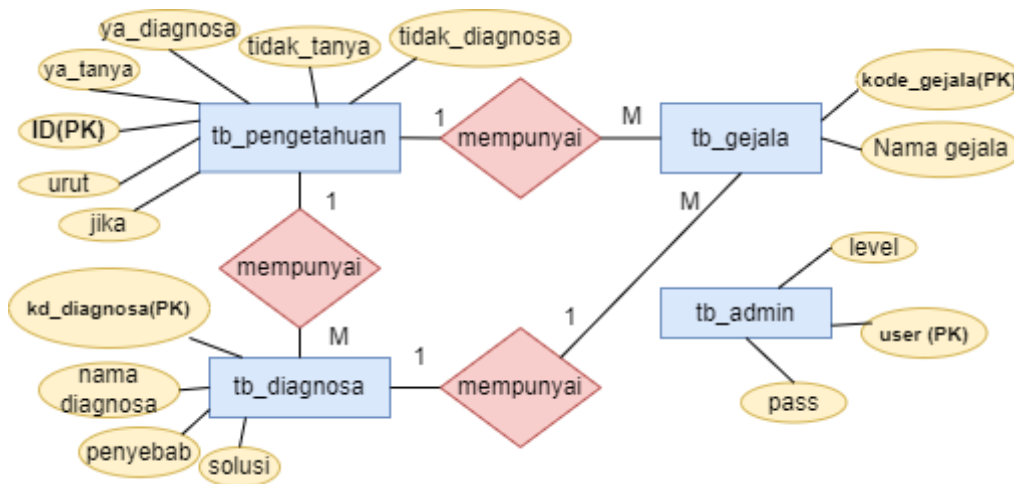 ya_diagnosa
tidak_tanya
tidak_diagnosa
ya_tanya
ID(PK)
urut
jika
tb_pengetahuan
1
mempunyai
M
tb_gejala
kode_gejala(PK)
Nama gejala
1
mempunyai
M
M
1
level
tb_admin
user (PK)
pass
kd_diagnosa(PK)
nama
diagnosa
penyebab
solusi
tb_diagnosa
1
mempunyai